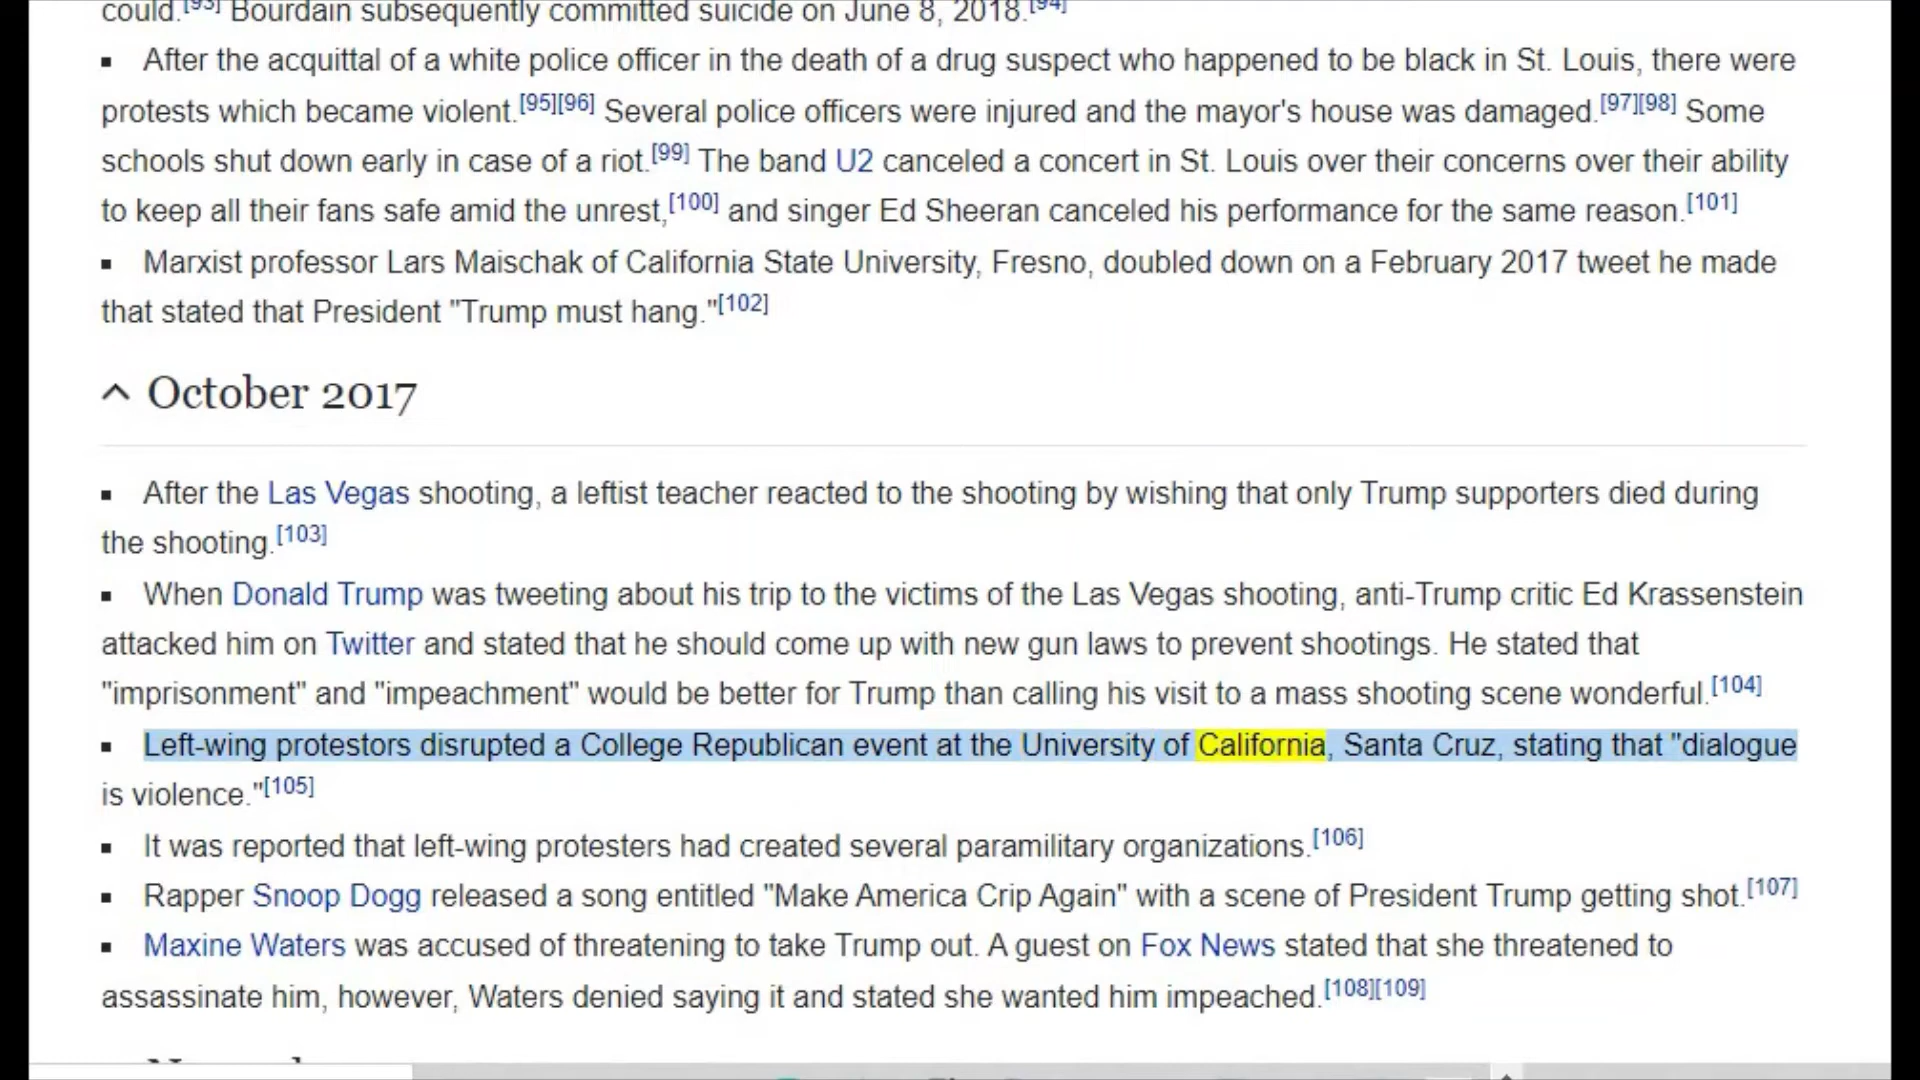 could.[93] Bourdain subsequently committed suicide on June 8, 2018.[94]
▪ After the acquittal of a white police officer in the death of a drug suspect who happened to be black in St. Louis, there were
protests which became violent.[95][96] Several police officers were injured and the mayor's house was damaged.[97][98] Some
schools shut down early in case of a riot.[99] The band U2 canceled a concert in St. Louis over their concerns over their ability
to keep all their fans safe amid the unrest,[100] and singer Ed Sheeran canceled his performance for the same reason.[101]
▪ Marxist professor Lars Maischak of California State University, Fresno, doubled down on a February 2017 tweet he made
that stated that President "Trump must hang."[102]
October 2017
▪ After the Las Vegas shooting, a leftist teacher reacted to the shooting by wishing that only Trump supporters died during
the shooting.[103]
▪ When Donald Trump was tweeting about his trip to the victims of the Las Vegas shooting, anti-Trump critic Ed Krassenstein
attacked him on Twitter and stated that he should come up with new gun laws to prevent shootings. He stated that
"imprisonment" and "impeachment" would be better for Trump than calling his visit to a mass shooting scene wonderful.[104]
▪ Left-wing protestors disrupted a College Republican event at the University of California, Santa Cruz, stating that "dialogue
is violence."[105]
▪ It was reported that left-wing protesters had created several paramilitary organizations.[106]
▪ Rapper Snoop Dogg released a song entitled "Make America Crip Again" with a scene of President Trump getting shot.[107]
▪ Maxine Waters was accused of threatening to take Trump out. A guest on Fox News stated that she threatened to
assassinate him, however, Waters denied saying it and stated she wanted him impeached.[108][109]